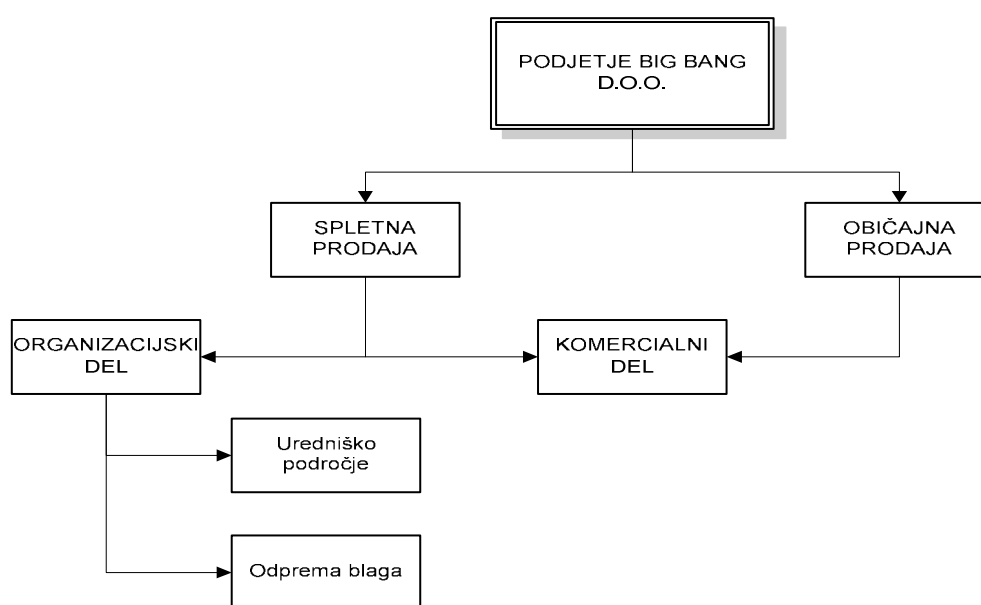 PODJETJE BIG BANG
D.O.O.
SPLETNA
PRODAJA
OBIČAJNA
PRODAJA
ORGANIZACIJSKI
DEL
KOMERCIALNI
DEL
Uredniško
področje
Odprema blaga